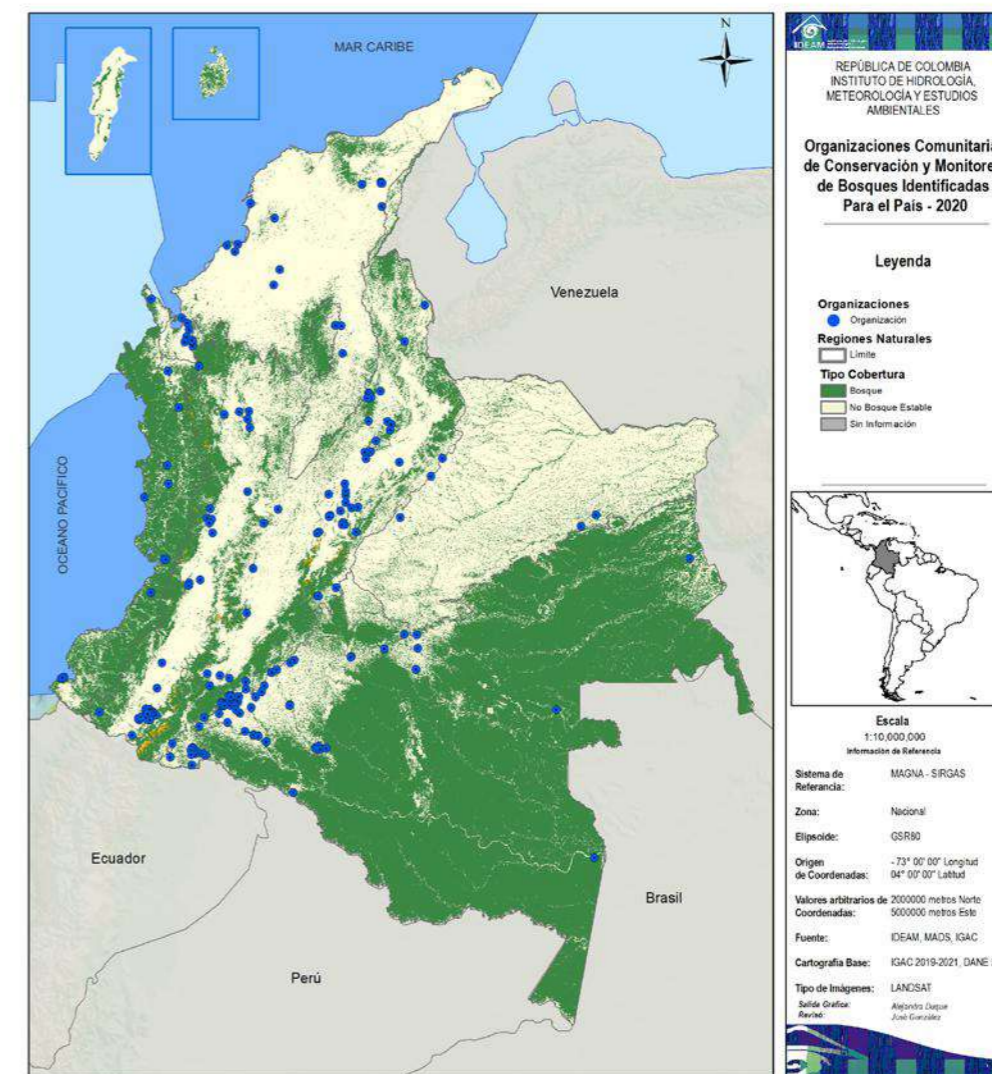 MAR CARIBE
N
Venezuela
OCEANO PACIFICO
Ecuador
Perú
Brasil
IDEAM
REPÚBLICA DE COLOMBIA
INSTITUTO DE HIDROLOGÍA,
METEOROLOGÍA Y ESTUDIOS
AMBIENTALES
Organizaciones Comunitaria
de Conservación y Monitore
de Bosques Identificadas
Para el País - 2020
Leyenda
Organizaciones
Organización
Regiones Naturales
Límite
Tipo Cobertura
Bosque
No Bosque Estable
Sin Información
Escala
1:10,000,000
Información de Referencia
Sistema de Referancia: MAGNA - SIRGAS
Zona: Nacional
Elipsoide: GSR80
Origen - 73° 00' 00" Longitud
de Coordenadas: 04° 00' 00" Latitud
Valores arbitrarios de 2000000 metros Norte
Coordenadas: 5000000 metros Este
Fuente: IDEAM, MADS, IGAC
Cartografía Base: IGAC 2019-2021, DANE
Tipo de Imágenes: LANDSAT
Salida Gráfica: Alejandra Duque
Revisó: José González